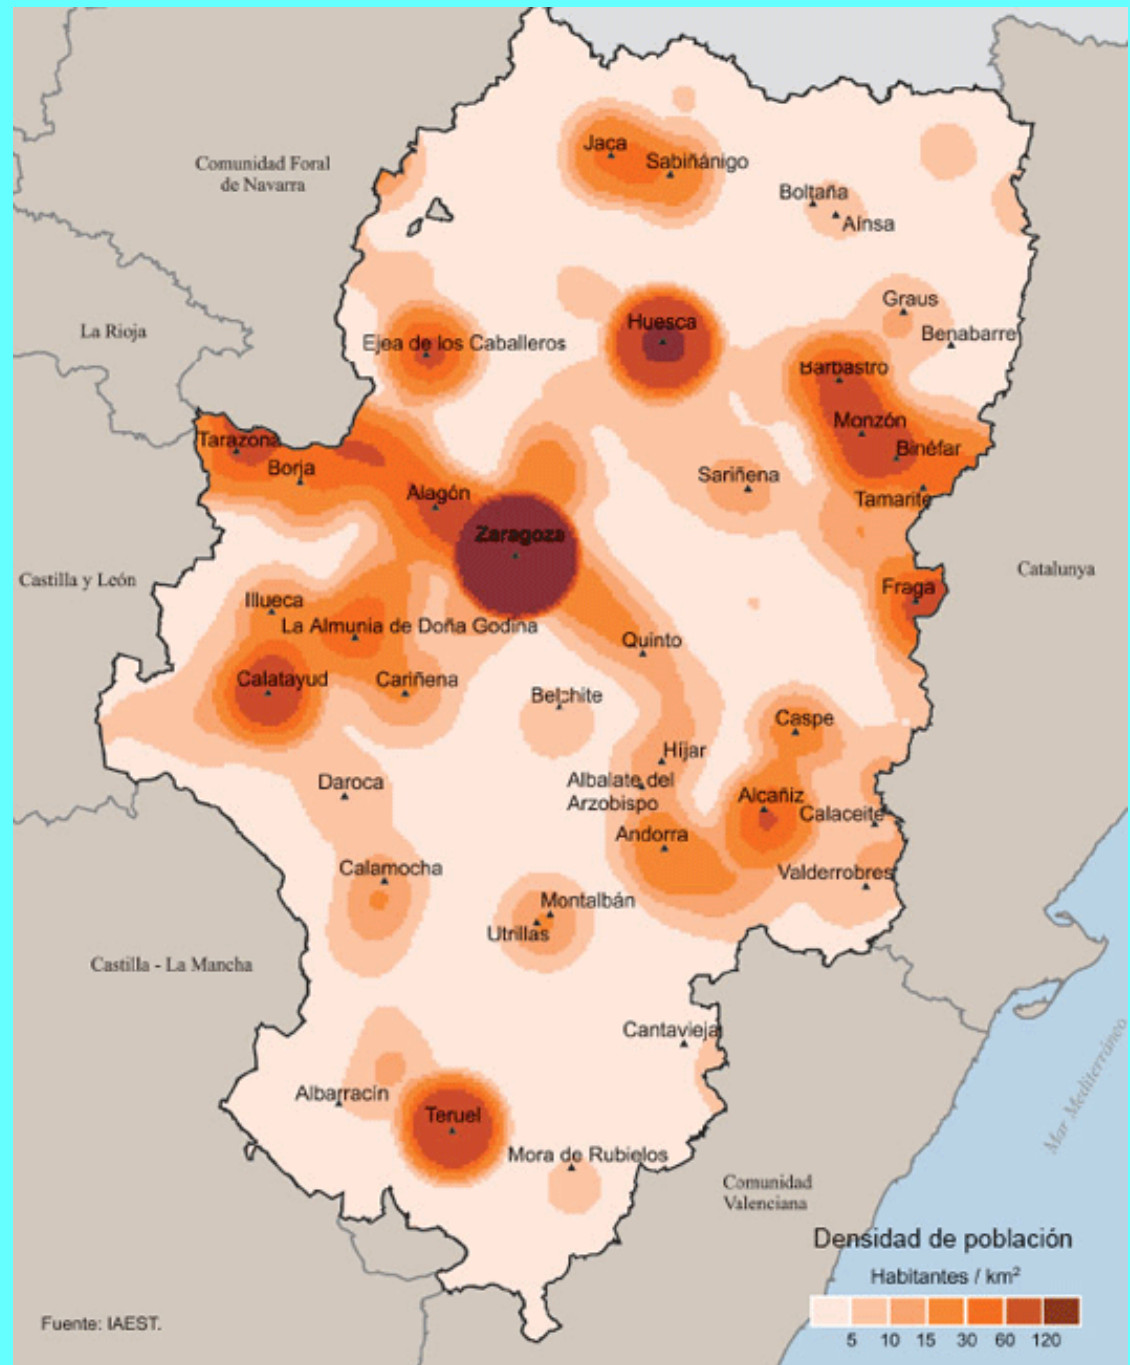 Jaca
Sabiñánigo
Comunidad Foral
de Navarra
Boltaña
Aínsa
Graus
La Rioja
Huesca
Benabarre
Ejea de los Caballeros
Barbastro
Monzón
Tarazona
Binéfar
Borja
Sariñena
Alagón
Tamarite
Zaragoza
Castilla y León
Catalunya
Fraga
Illueca
La Almunia de Doña Godina
Quinto
Calatayud
Cariñena
Belchite
Caspe
Híjar
Daroca
Albalate del
Arzobispo
Alcañiz
Calaceite
Andorra
Calamocha
Valderrobres
Montalbán
Utrillas
Castilla - La Mancha
Cantavieja
Mar Mediterráneo
Albarracín
Teruel
Mora de Rubielos
Comunidad
Valenciana
Densidad de población
Habitantes / km²
5 10 15 30 60 120
Fuente: IAEST.